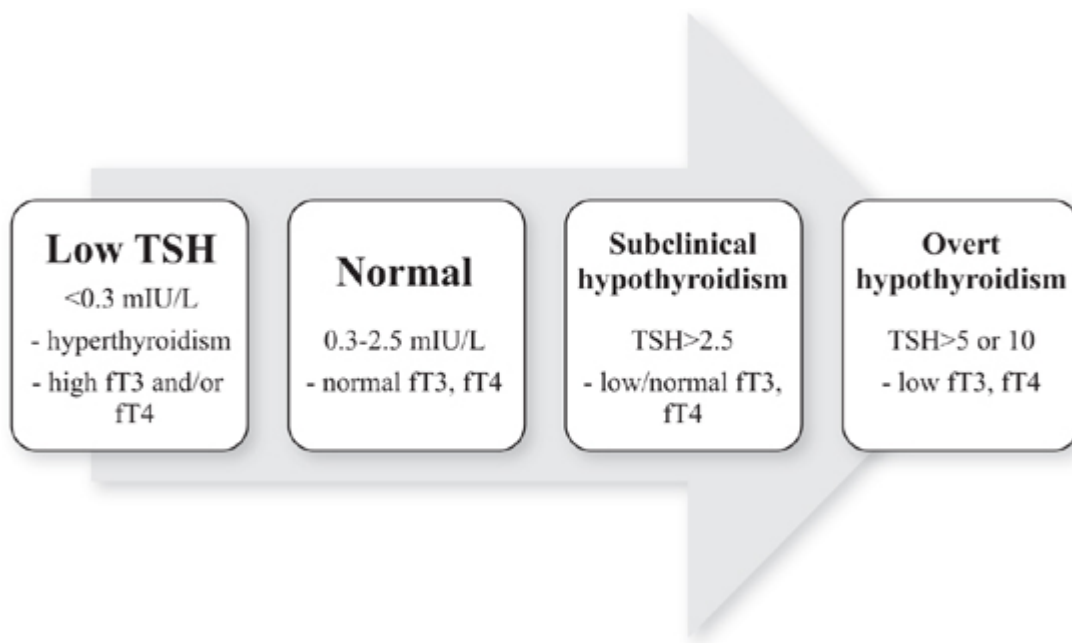 Low TSH
<0.3 mIU/L
- hyperthyroidism
- high fT3 and/or
fT4
Normal
0.3-2.5 mIU/L
- normal fT3, fT4
Subclinical
hypothyroidism
TSH>2.5
- low/normal fT3,
fT4
Overt
hypothyroidism
TSH>5 or 10
- low fT3, fT4